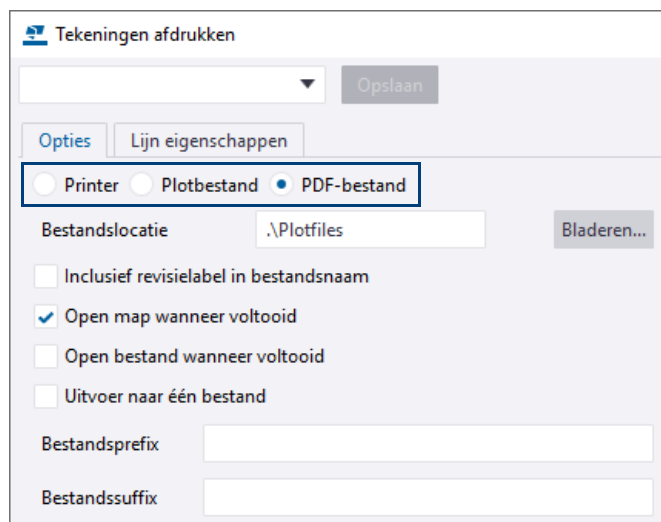 Tekeningen afdrukken
Opslaan
Opties Lijn eigenschappen
Printer Plotbestand PDF-bestand
Bestandslocatie .\Plotfiles Bladeren...
Inclusief revisielabel in bestandsnaam
Open map wanneer voltooid
Open bestand wanneer voltooid
Uitvoer naar één bestand
Bestandsprefix
Bestandssuffix